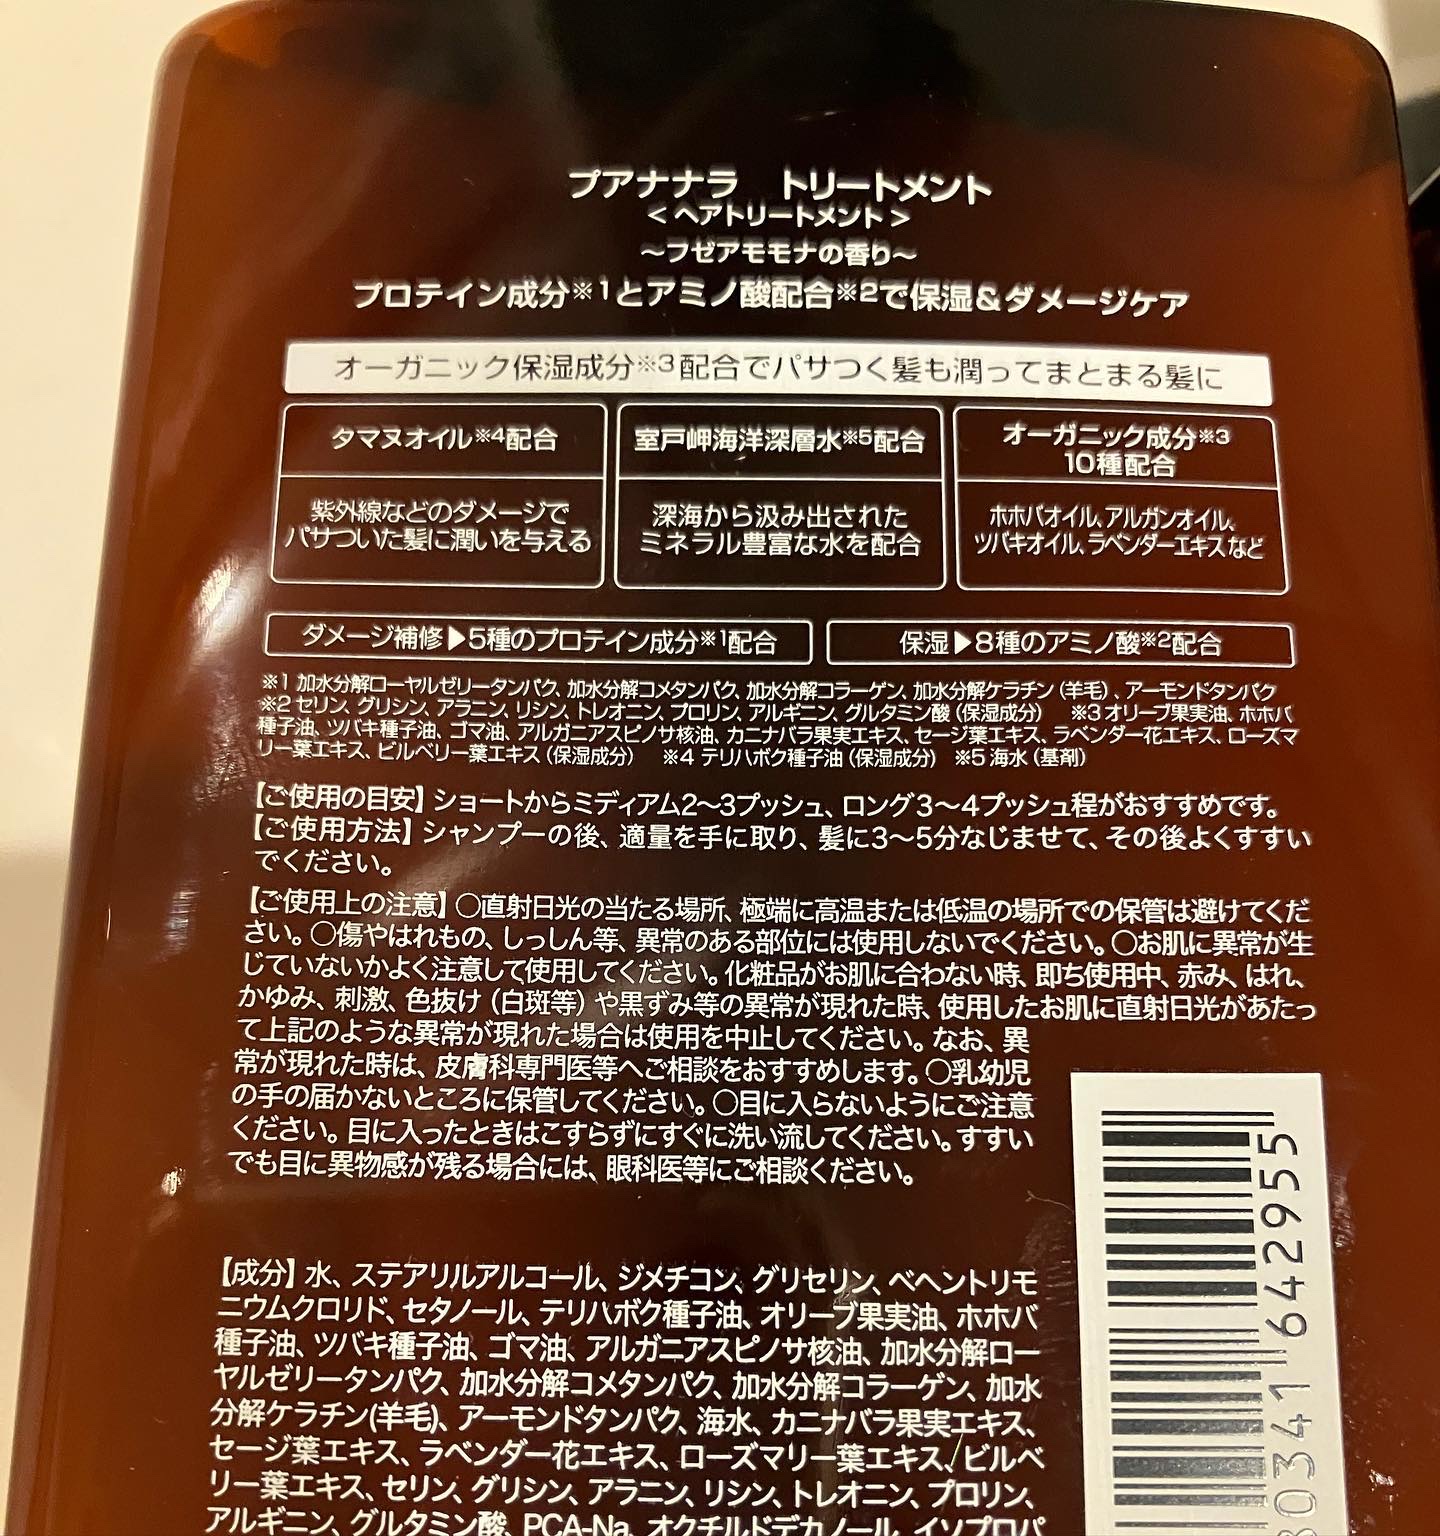 プアナナラ　トリートメント
＜ヘアトリートメント＞
～フゼアモモナの香り～
プロテイン成分※1とアミノ酸配合※2で保湿＆ダメージケア
オーガニック保湿成分※3配合でパサつく髪も潤ってまとまる髪に
タマヌオイル※4配合
紫外線などのダメージで
パサついた髪に潤いを与える
室戸岬海洋深層水※5配合
深海から汲み出された
ミネラル豊富な水を配合
オーガニック成分※3
10種配合
ホホバオイル、アルガンオイル、
ツバキオイル、ラベンダーエキスなど
ダメージ補修▶5種のプロテイン成分※1配合
保湿▶8種のアミノ酸※2配合
※1 加水分解ローヤルゼリータンパク、加水分解コメタンパク、加水分解コラーゲン、加水分解ケラチン（羊毛）、アーモンドタンパク
※2 セリン、グリシン、アラニン、リシン、トレオニン、プロリン、アルギニン、グルタミン酸（保湿成分）　※3 オリーブ果実油、ホホバ
種子油、ツバキ種子油、ゴマ油、アルガニアスピノサ核油、カニナバラ果実エキス、セージ葉エキス、ラベンダー花エキス、ローズマ
リー葉エキス、ビルベリー葉エキス（保湿成分）　※4 テリハボク種子油（保湿成分）　※5 海水（基剤）
【ご使用の目安】ショートからミディアム2～3プッシュ、ロング3～4プッシュ程がおすすめです。
【ご使用方法】シャンプーの後、適量を手に取り、髪に3～5分なじませて、その後よくすすい
でください。
【ご使用上の注意】○直射日光の当たる場所、極端に高温または低温の場所での保管は避けてくだ
さい。○傷やはれもの、しっしん等、異常のある部位には使用しないでください。○お肌に異常が生
じていないかよく注意して使用してください。化粧品がお肌に合わない時、即ち使用中、赤み、はれ、
かゆみ、刺激、色抜け（白斑等）や黒ずみ等の異常が現れた時、使用したお肌に直射日光があたっ
て上記のような異常が現れた場合は使用を中止してください。なお、異
常が現れた時は、皮膚科専門医等へご相談をおすすめします。○乳幼児
の手の届かないところに保管してください。○目に入らないようにご注意
ください。目に入ったときはこすらずにすぐに洗い流してください。すすい
でも目に異物感が残る場合には、眼科医等にご相談ください。
【成分】水、ステアリルアルコール、ジメチコン、グリセリン、ベヘントリモ
ニウムクロリド、セタノール、テリハボク種子油、オリーブ果実油、ホホバ
種子油、ツバキ種子油、ゴマ油、アルガニアスピノサ核油、加水分解ロー
ヤルゼリータンパク、加水分解コメタンパク、加水分解コラーゲン、加水
分解ケラチン(羊毛)、アーモンドタンパク、海水、カニナバラ果実エキス、
セージ葉エキス、ラベンダー花エキス、ローズマリー葉エキス、ビルベ
リー葉エキス、セリン、グリシン、アラニン、リシン、トレオニン、プロリン、
アルギニン、グルタミン酸、PCA-Na、オクチルドデカノール、イソプロパ
0341 642955